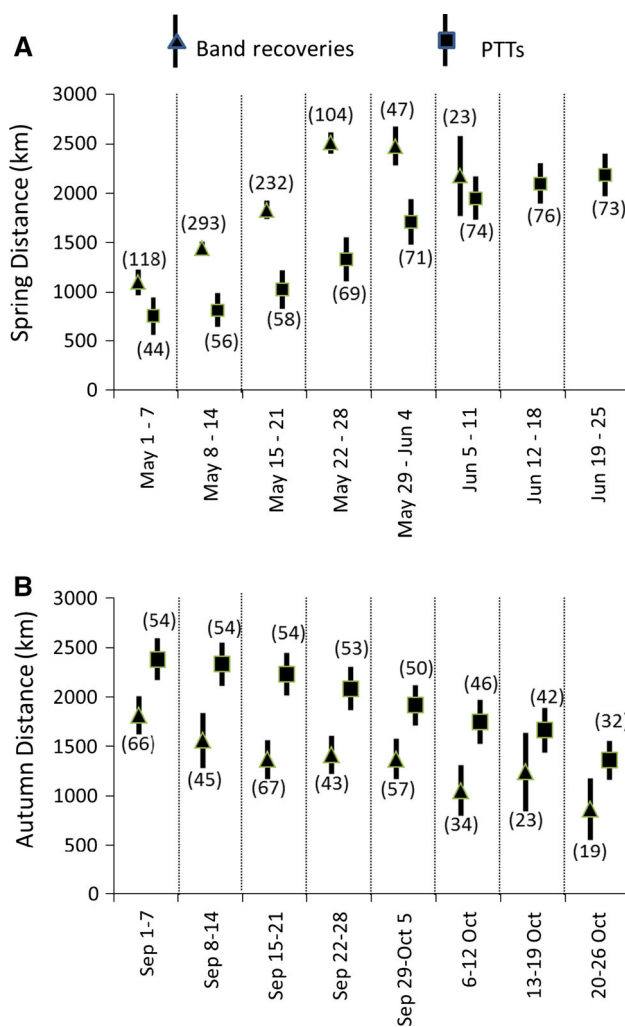 A
Band recoveries
PTTs
Spring Distance (km)
3000
2500
2000
1500
1000
500
0
(118)
(44)
(293)
(56)
(232)
(58)
(104)
(69)
(47)
(71)
(23)
(74)
(76)
(73)
May 1 - 7
May 8 - 14
May 15 - 21
May 22 - 28
May 29 - Jun 4
Jun 5 - 11
Jun 12 - 18
Jun 19 - 25
B
Autumn Distance (km)
3000
2500
2000
1500
1000
500
0
(54)
(66)
(54)
(45)
(54)
(67)
(53)
(43)
(50)
(57)
(46)
(34)
(42)
(23)
(32)
(19)
Sep 1-7
Sep 8-14
Sep 15-21
Sep 22-28
Sep 29-Oct 5
6-12 Oct
13-19 Oct
20-26 Oct